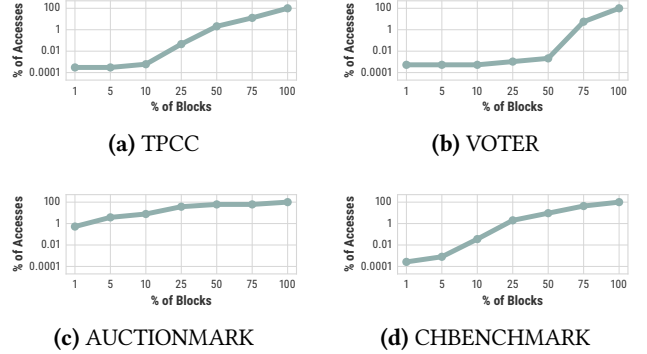 % of Accesses
100
1
0.01
0.0001
1 5 10 25 50 75 100
% of Blocks
(a) TPCC
% of Accesses
100
1
0.01
0.0001
1 5 10 25 50 75 100
% of Blocks
(b) VOTER
% of Accesses
100
1
0.01
0.0001
1 5 10 25 50 75 100
% of Blocks
(c) AUCTIONMARK
% of Accesses
100
1
0.01
0.0001
1 5 10 25 50 75 100
% of Blocks
(d) CHBENCHMARK